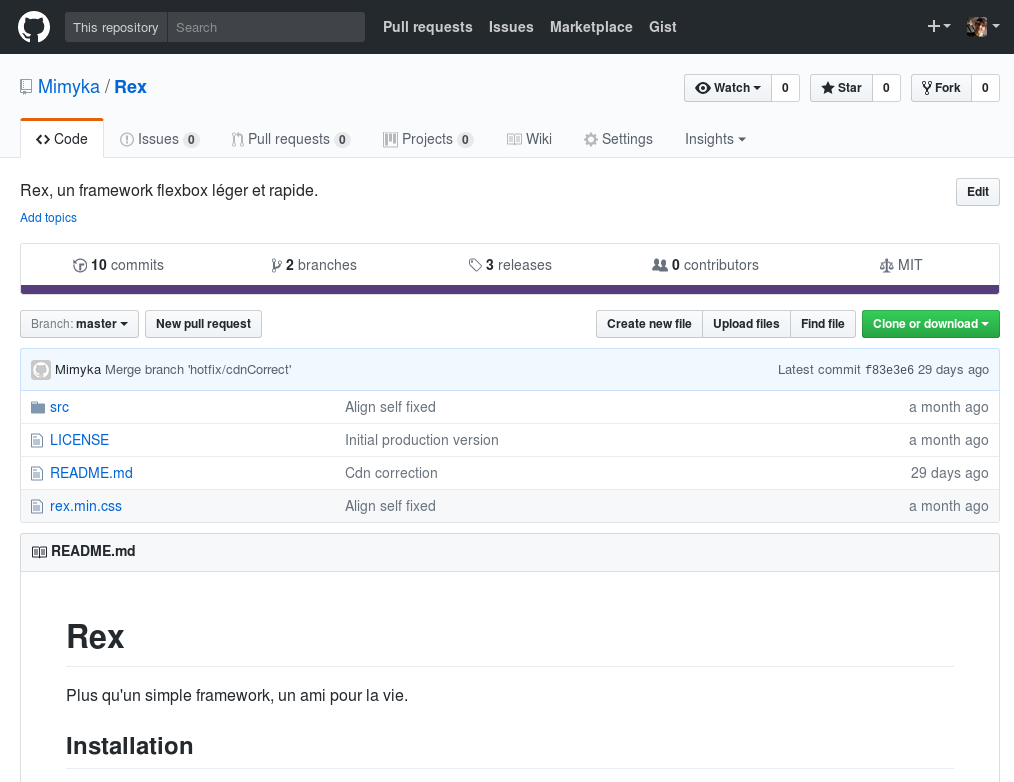 This repository Search Pull requests Issues Marketplace Gist
Mimyka / Rex Watch 0 Star 0 Fork 0
Code Issues 0 Pull requests 0 Projects 0 Wiki Settings Insights
Rex, un framework flexbox léger et rapide. Edit
Add topics
10 commits 2 branches 3 releases 0 contributors MIT
Branch: master New pull request Create new file Upload files Find file Clone or download
Mimyka Merge branch 'hotfix/cdnCorrect' Latest commit f83e3e6 29 days ago
src Align self fixed a month ago
LICENSE Initial production version a month ago
README.md Cdn correction 29 days ago
rex.min.css Align self fixed a month ago
README.md
Rex
Plus qu'un simple framework, un ami pour la vie.
Installation